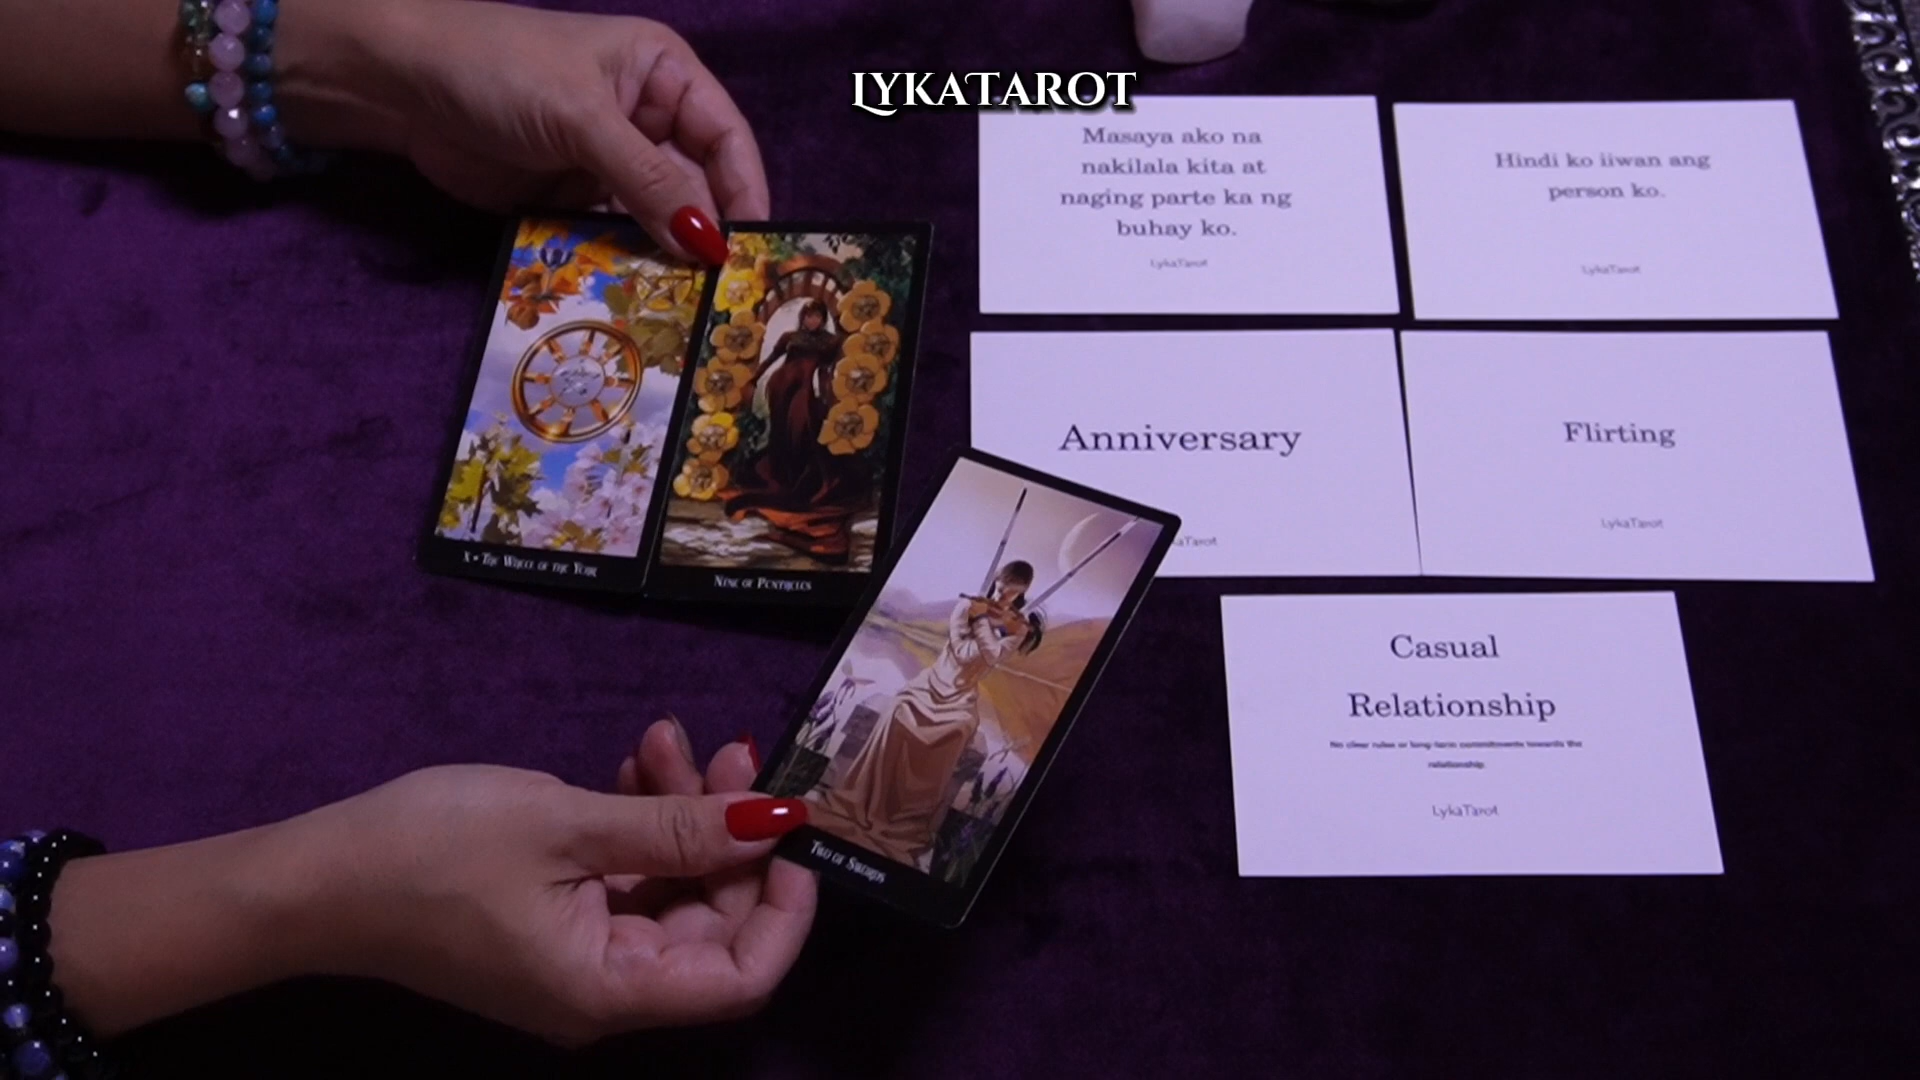 LYKATAROT
Masaya ako na
nakilala kita at
naging parte ka ng
buhay ko.
LykaTarot
Hindi ko iiwan ang
person ko.
LykaTarot
Anniversary
aTarot
Flirting
LykaTarot
Casual
Relationship
No clear rules or long-term commitments towards the
relationship.
LykaTarot
X • The Wheel of the Year
Nine of Pentacles
Two of Swords